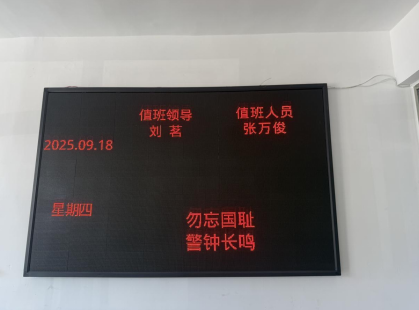 值班领导 值班人员
刘 茗 张万俊
2025.09.18
星期四
勿忘国耻
警钟长鸣